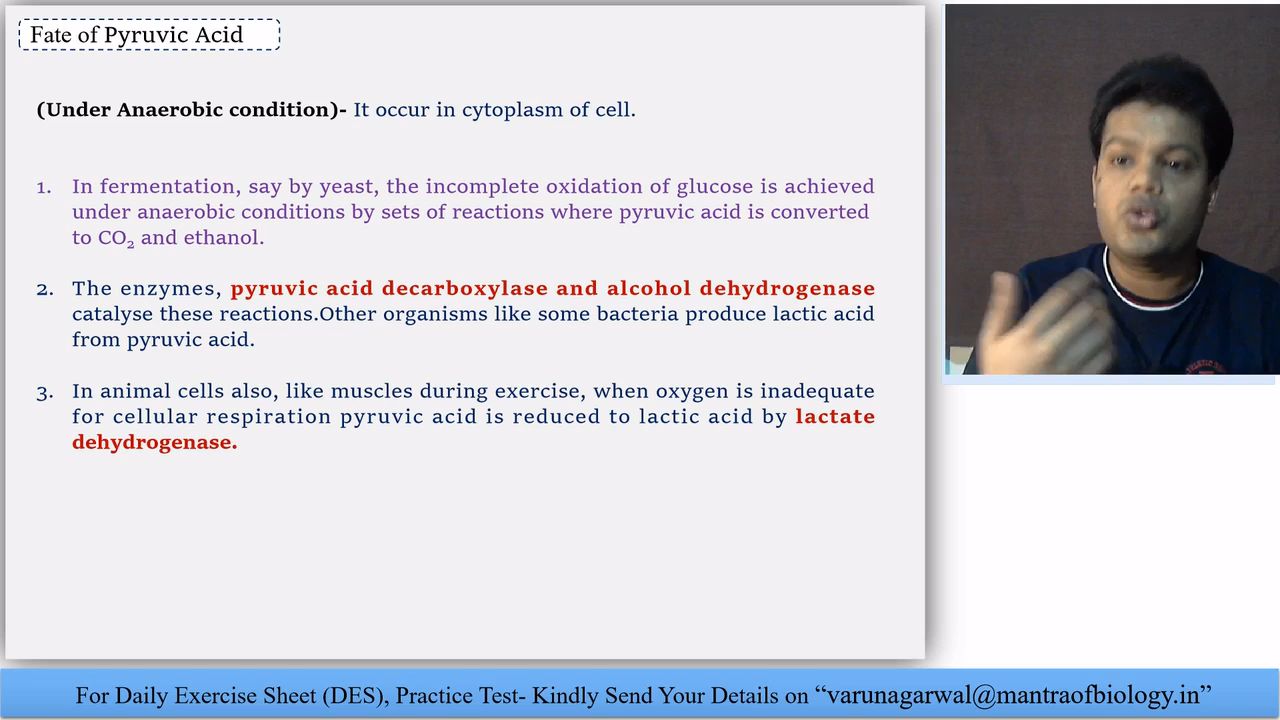 Fate of Pyruvic Acid
(Under Anaerobic condition)- It occur in cytoplasm of cell.
1. In fermentation, say by yeast, the incomplete oxidation of glucose is achieved
under anaerobic conditions by sets of reactions where pyruvic acid is converted
to CO₂ and ethanol.
2. The enzymes, pyruvic acid decarboxylase and alcohol dehydrogenase
catalyse these reactions.Other organisms like some bacteria produce lactic acid
from pyruvic acid.
3. In animal cells also, like muscles during exercise, when oxygen is inadequate
for cellular respiration pyruvic acid is reduced to lactic acid by lactate
dehydrogenase.
For Daily Exercise Sheet (DES), Practice Test- Kindly Send Your Details on “varunagarwal@mantraofbiology.in”